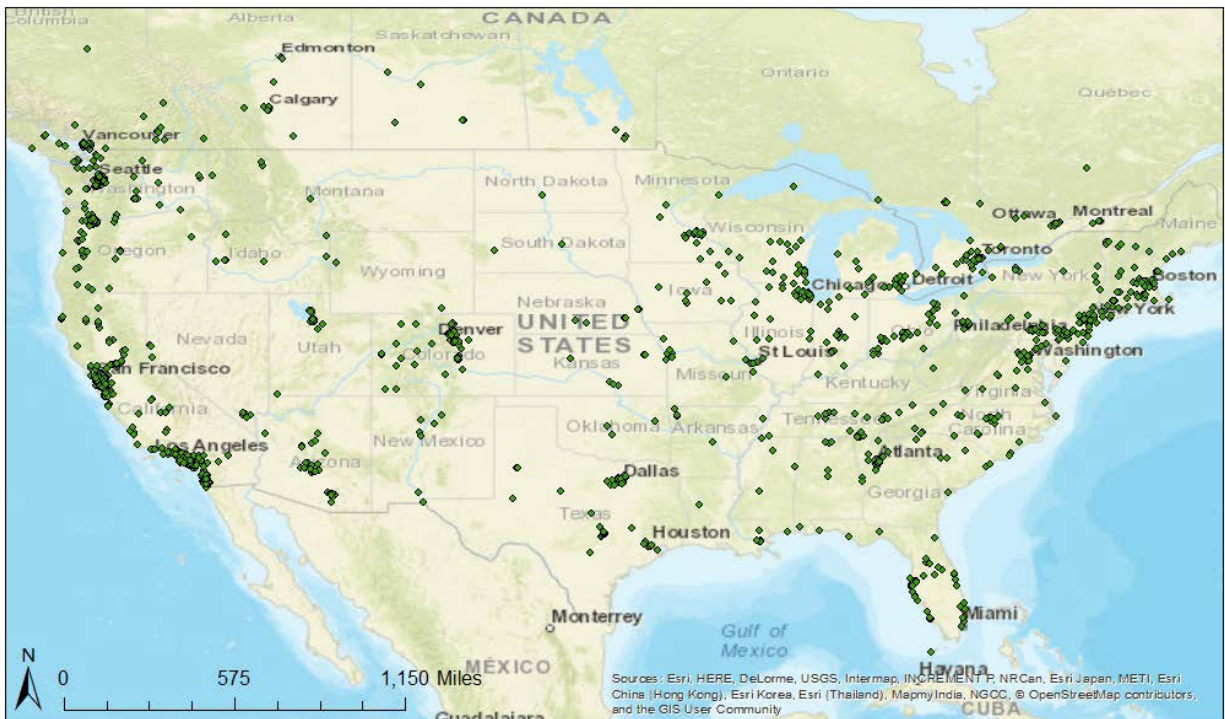 British
Columbia
Alberta
CANADA
Saskatchewan
Edmonton
Ontario
Québec
Calgary
Vancouver
Seattle
Washington
Montana
North Dakota
Minnesota
Ottawa
Montreal
Maine
Oregon
Idaho
South Dakota
Wisconsin
Toronto
New York
Wyoming
Iowa
Chicago
Detroit
Boston
Nebraska
New York
Nevada
Utah
Denver
Colorado
UNITED
STATES
Illinois
Ohio
Philadelphia
St Louis
Washington
San Francisco
Kansas
Missouri
Kentucky
Virginia
California
Los Angeles
Arizona
New Mexico
Oklahoma
Arkansas
Tennessee
North
Carolina
Dallas
Atlanta
Texas
Georgia
Houston
Monterrey
Miami
Gulf of
Mexico
MÉXICO
Havana
CUBA
Guadalajara
N
0 575 1,150 Miles
Sources: Esri, HERE, DeLorme, USGS, Intermap, INCREMENT P, NRCan, Esri Japan, METI, Esri
China (Hong Kong), Esri Korea, Esri (Thailand), MapmyIndia, NGCC, © OpenStreetMap contributors,
and the GIS User Community